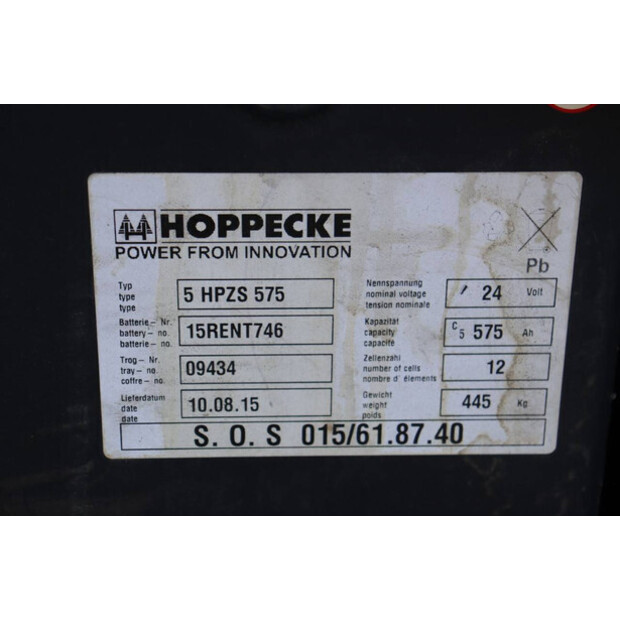 HOPPECKE
POWER FROM INNOVATION
Pb
Typ
type
type
5 HPZS 575
Nennspannung
nominal voltage
tension nominale
24 Volt
Batterie- Nr.
battery- no.
batterie- no.
15RENT746
Kapazität
capacity
capacité
C5 575 Ah
Trog- Nr.
tray- no.
coffre- no.
09434
Zellenzahl
number of cells
nombre d' élements
12
Lieferdatum
date
date
10.08.15
Gewicht
weight
poids
445 Kg
S. O. S 015/61.87.40